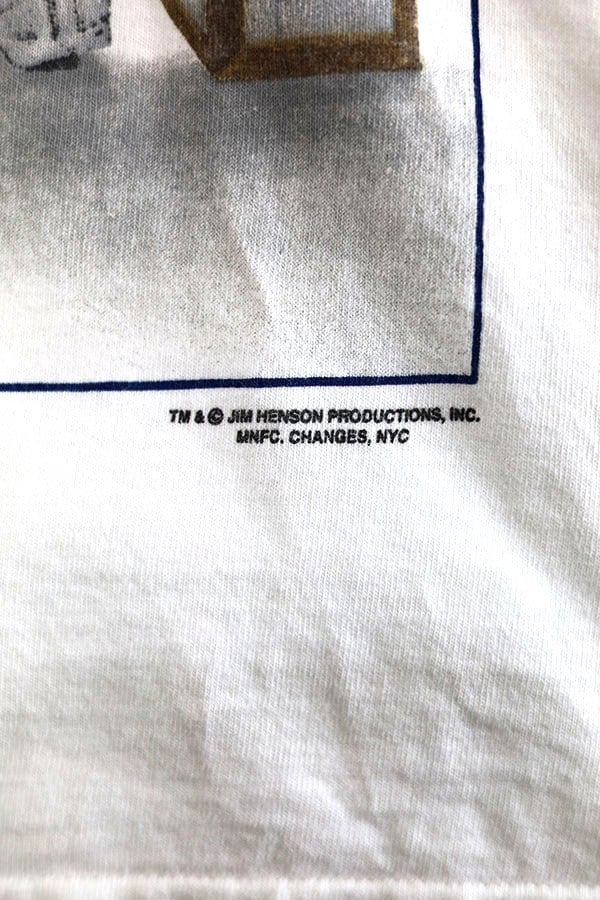 TM & © JIM HENSON PRODUCTIONS, INC.
MNFC. CHANGES, NYC